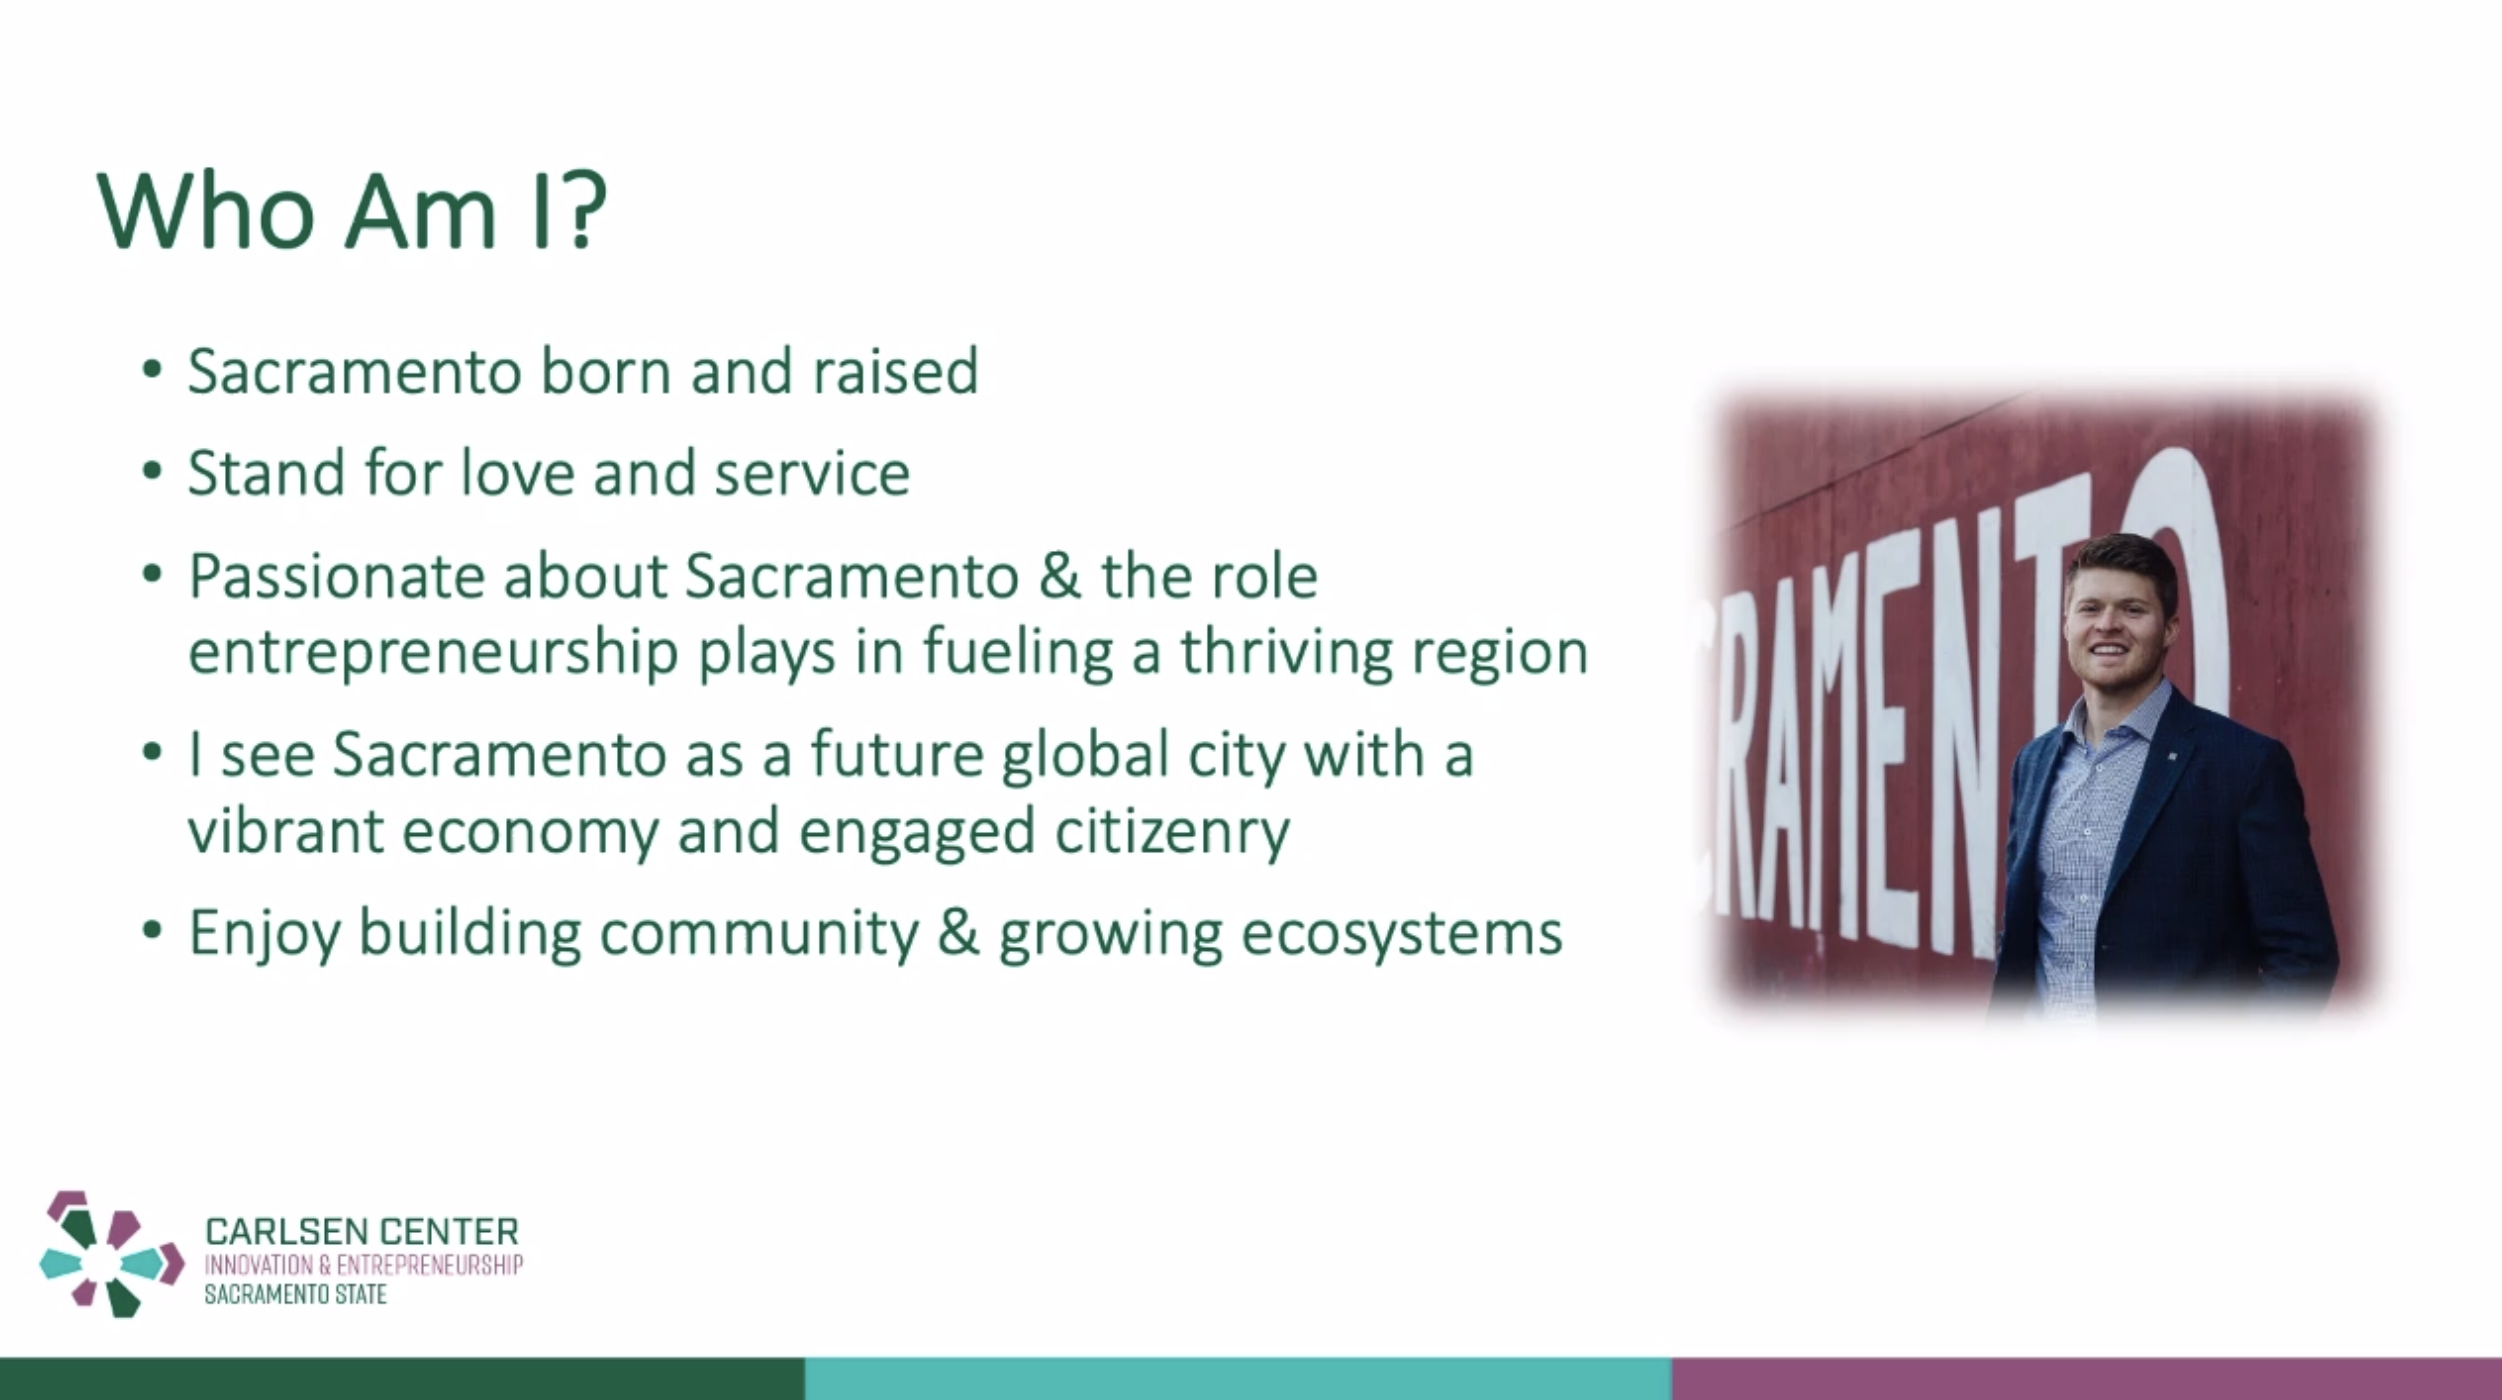 Who Am I?
• Sacramento born and raised
• Stand for love and service
• Passionate about Sacramento & the role
entrepreneurship plays in fueling a thriving region
• I see Sacramento as a future global city with a
vibrant economy and engaged citizenry
• Enjoy building community & growing ecosystems
CRAMENTO
CARLSEN CENTER
INNOVATION & ENTREPRENEURSHIP
SACRAMENTO STATE